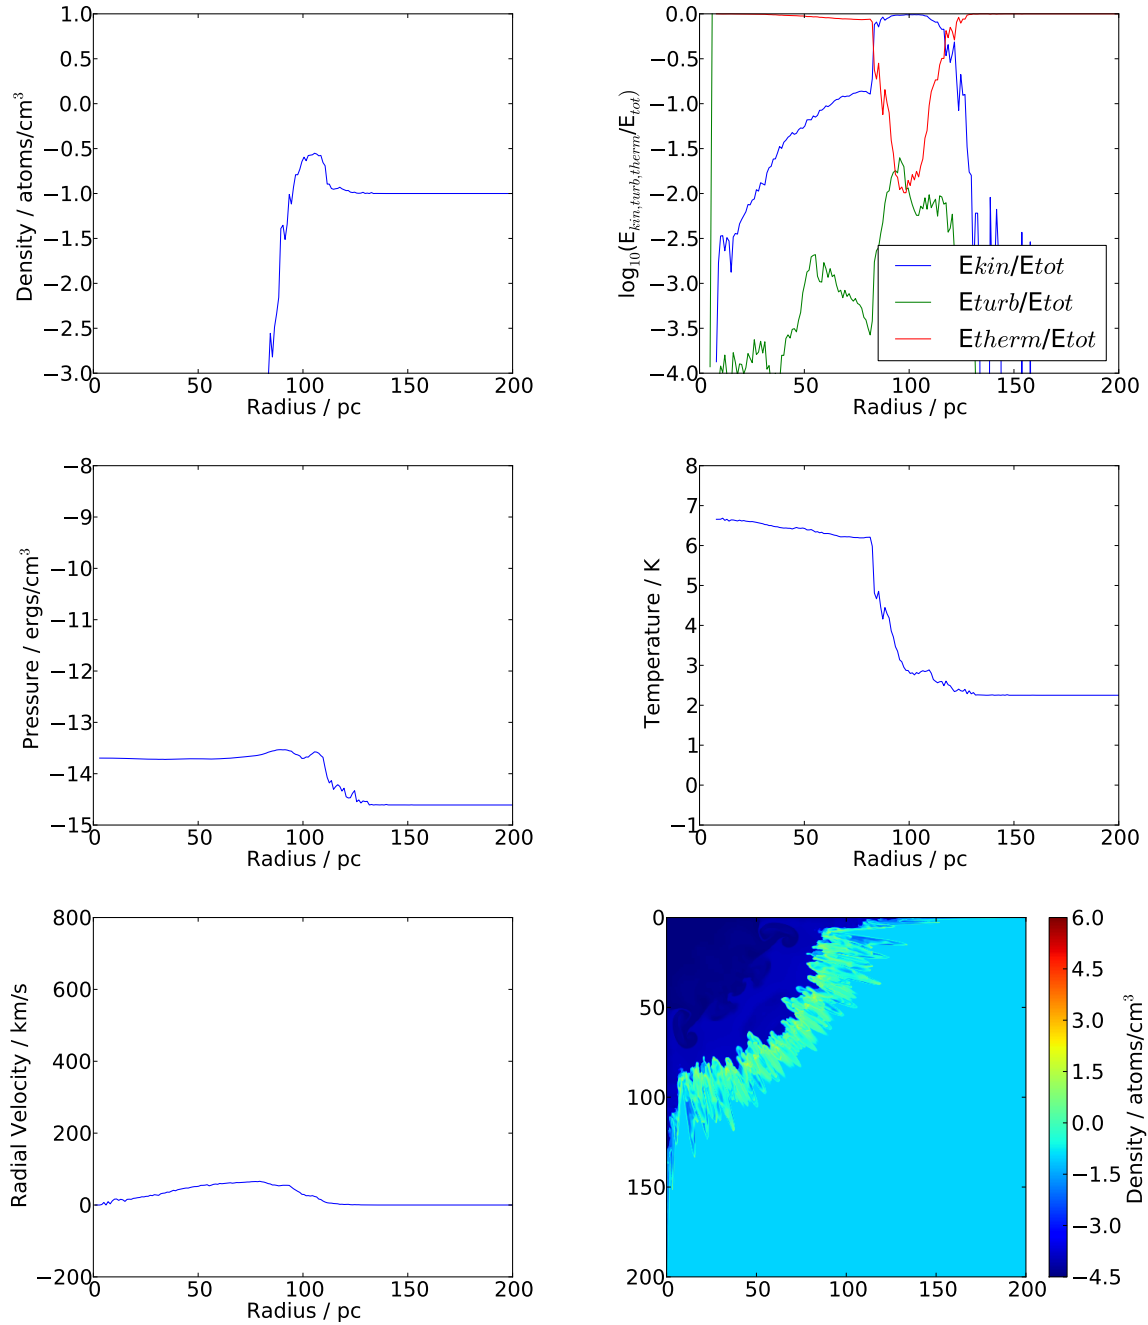 1.0
0.5
0.0
−0.5
−1.0
−1.5
−2.0
−2.5
−3.0
Density / atoms/cm³
0 50 100 150 200
Radius / pc
0.0
−0.5
−1.0
−1.5
−2.0
−2.5
−3.0
−3.5
−4.0
log₁₀(E_{kin,turb,therm}/E_{tot})
Ekin/Etot
Eturb/Etot
Etherm/Etot
0 50 100 150 200
Radius / pc
−8
−9
−10
−11
−12
−13
−14
−15
Pressure / ergs/cm³
0 50 100 150 200
Radius / pc
8
7
6
5
4
3
2
1
0
−1
Temperature / K
0 50 100 150 200
Radius / pc
800
600
400
200
0
−200
Radial Velocity / km/s
0 50 100 150 200
Radius / pc
0
50
100
150
200
0 50 100 150 200
6.0
4.5
3.0
1.5
0.0
−1.5
−3.0
−4.5
Density / atoms/cm³